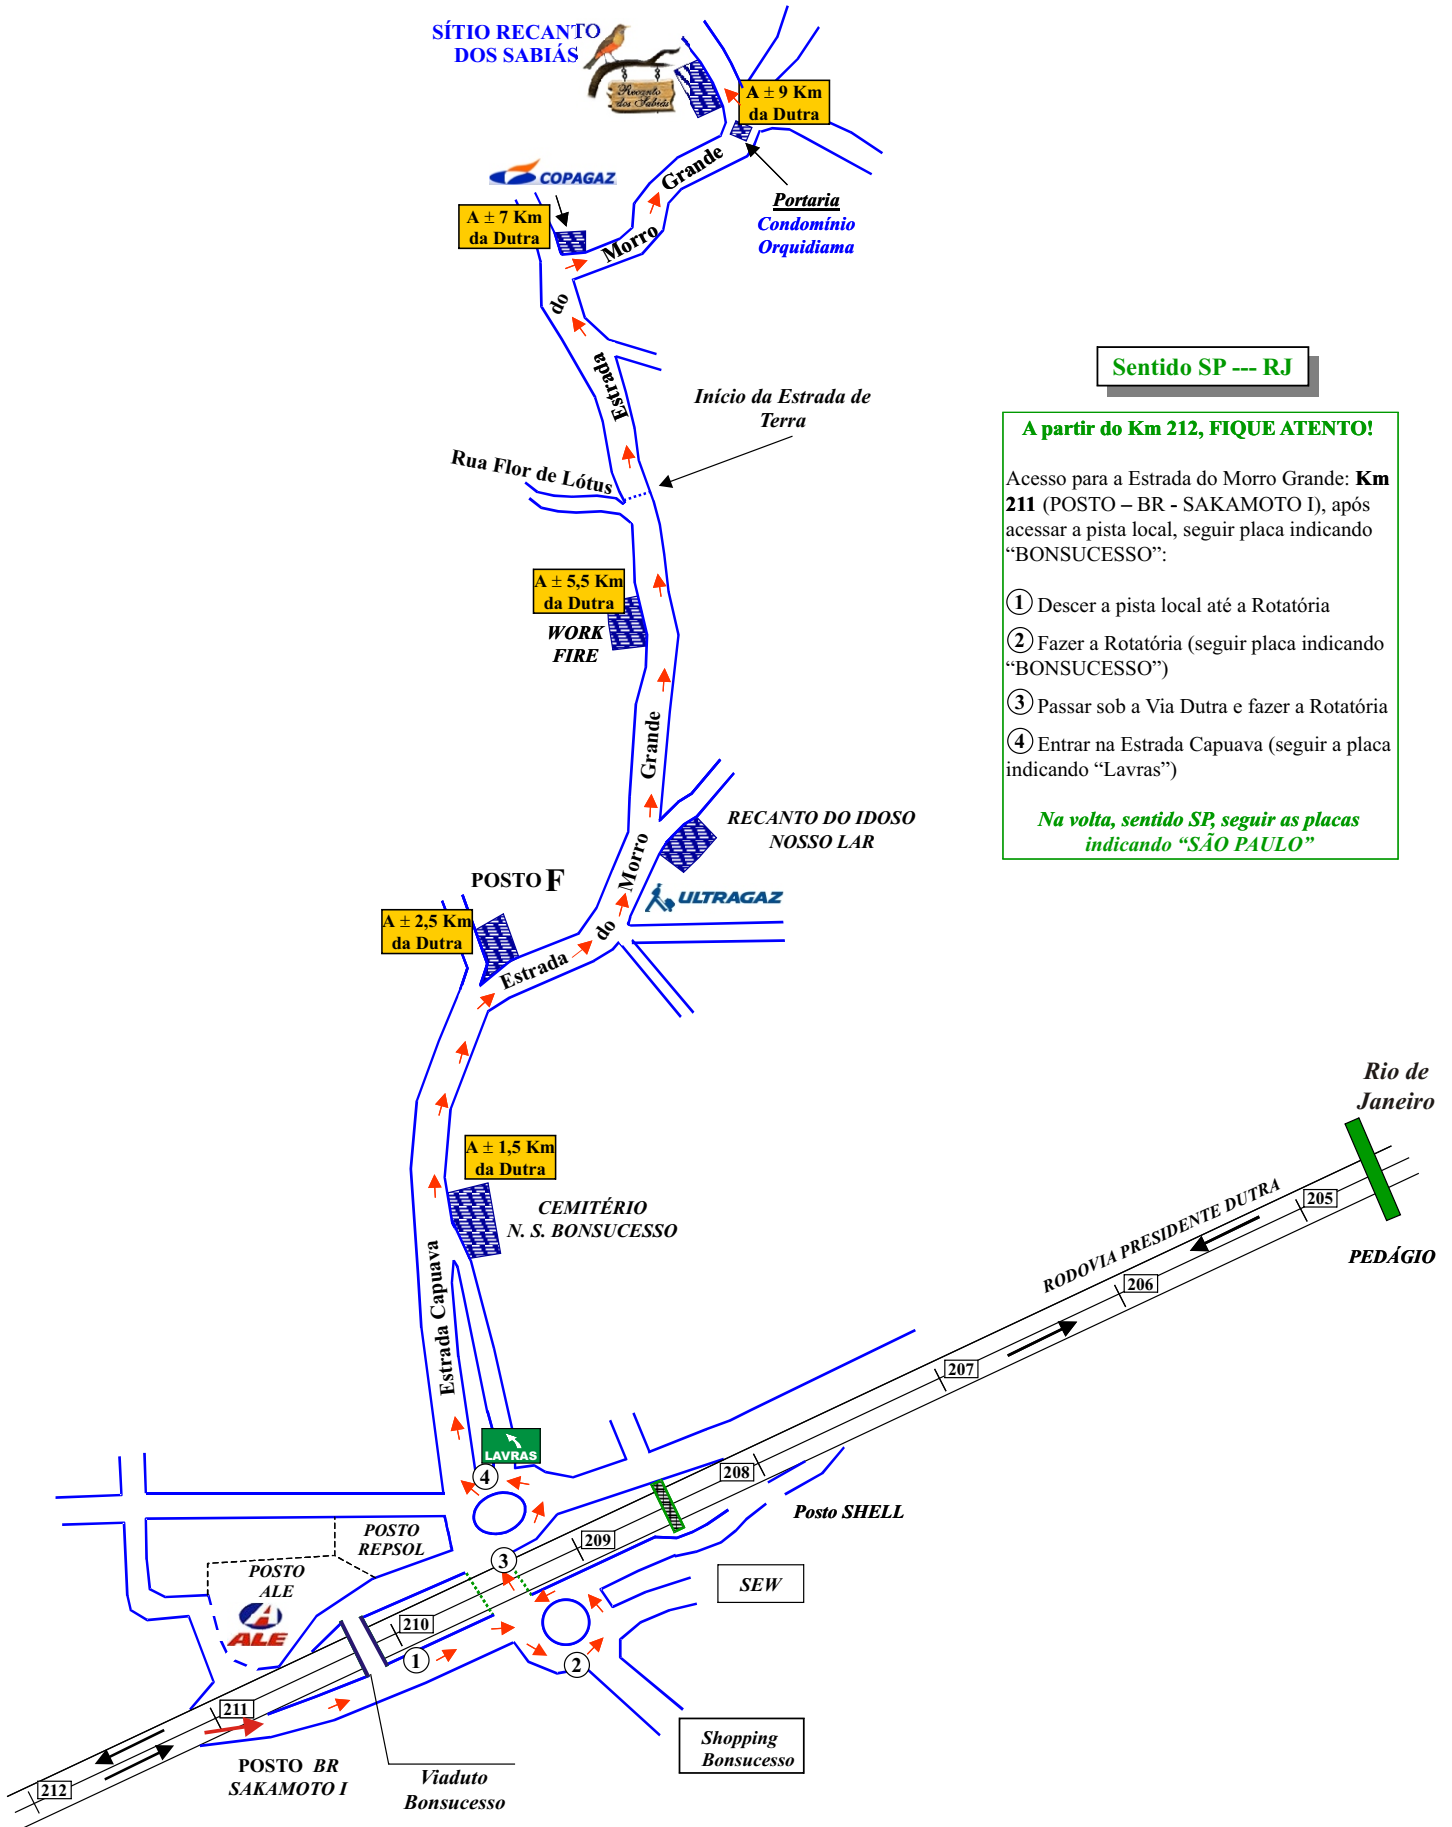 SÍTIO RECANTO
DOS SABIÁS
Recanto
dos Sabiás
A ± 9 Km
da Dutra
COPAGAZ
Portaria
Condomínio
Orquidiama
A ± 7 Km
da Dutra
Estrada do Morro Grande
Início da Estrada de
Terra
Rua Flor de Lótus
A ± 5,5 Km
da Dutra
WORK
FIRE
Sentido SP --- RJ
A partir do Km 212, FIQUE ATENTO!
Acesso para a Estrada do Morro Grande: Km
211 (POSTO – BR - SAKAMOTO I), após
acessar a pista local, seguir placa indicando
“BONSUCESSO”:
1 Descer a pista local até a Rotatória
2 Fazer a Rotatória (seguir placa indicando
“BONSUCESSO”)
3 Passar sob a Via Dutra e fazer a Rotatória
4 Entrar na Estrada Capuava (seguir a placa
indicando “Lavras”)
Na volta, sentido SP, seguir as placas
indicando “SÃO PAULO”
RECANTO DO IDOSO
NOSSO LAR
POSTO F
ULTRAGAZ
A ± 2,5 Km
da Dutra
Estrada do Morro Grande
A ± 1,5 Km
da Dutra
CEMITÉRIO
N. S. BONSUCESSO
Estrada Capuava
Rio de
Janeiro
PEDÁGIO
RODOVIA PRESIDENTE DUTRA
205
206
207
208
209
210
211
212
LAVRAS
4
3
1
2
POSTO
REPSOL
POSTO
ALE
ALE
Posto SHELL
SEW
Shopping
Bonsucesso
POSTO BR
SAKAMOTO I
Viaduto
Bonsucesso